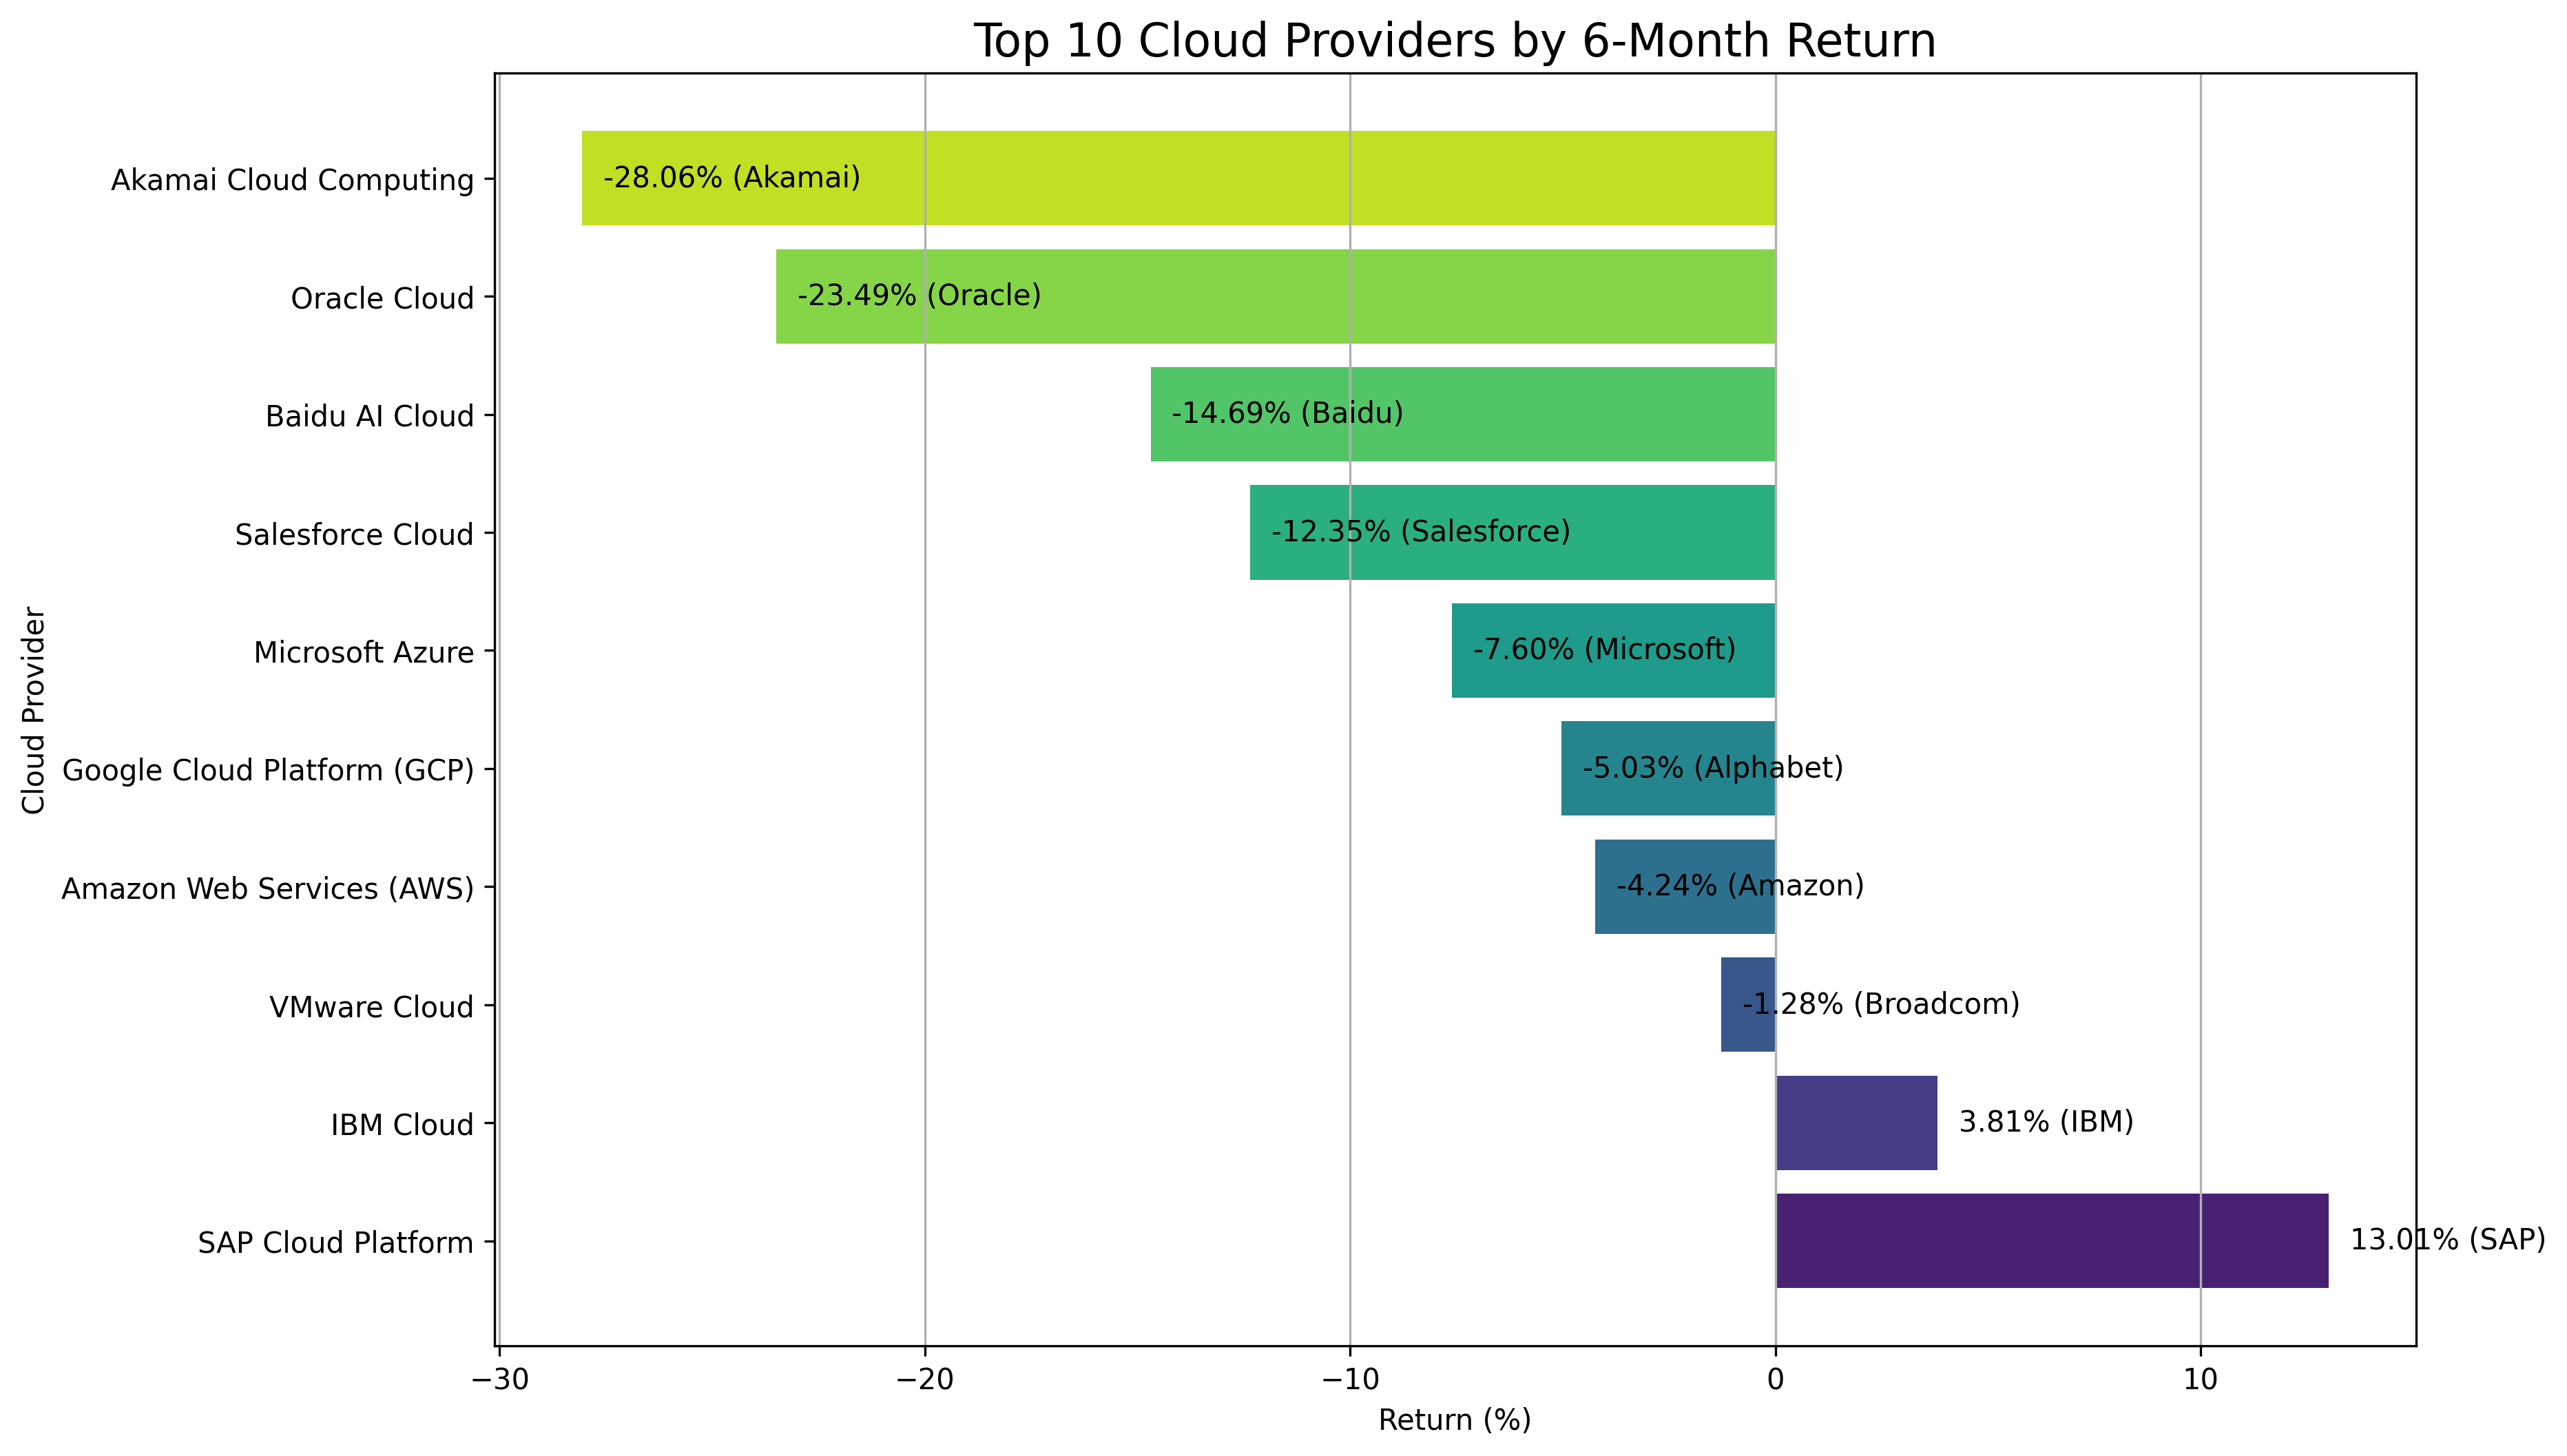 Top 10 Cloud Providers by 6-Month Return
Cloud Provider
Akamai Cloud Computing
-28.06% (Akamai)
Oracle Cloud
-23.49% (Oracle)
Baidu AI Cloud
-14.69% (Baidu)
Salesforce Cloud
-12.35% (Salesforce)
Microsoft Azure
-7.60% (Microsoft)
Google Cloud Platform (GCP)
-5.03% (Alphabet)
Amazon Web Services (AWS)
-4.24% (Amazon)
VMware Cloud
-1.28% (Broadcom)
IBM Cloud
3.81% (IBM)
SAP Cloud Platform
13.01% (SAP)
−30 −20 −10 0 10
Return (%)